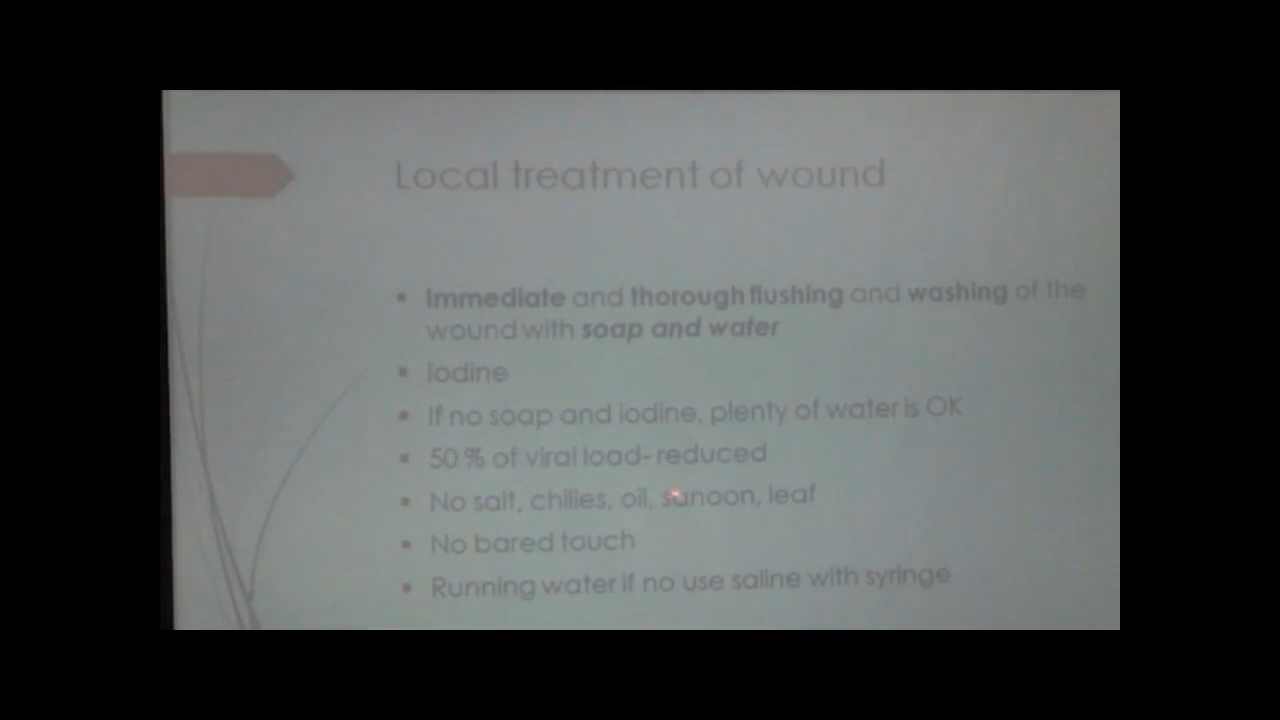 Local treatment of wound
Immediate and thorough flushing and washing of the
wound with soap and water
Iodine
If no soap and iodine, plenty of water is OK
50 % of viral load- reduced
No salt, chilles, oil, sunoon, leaf
No bared touch
Running water if no use saline with syringe